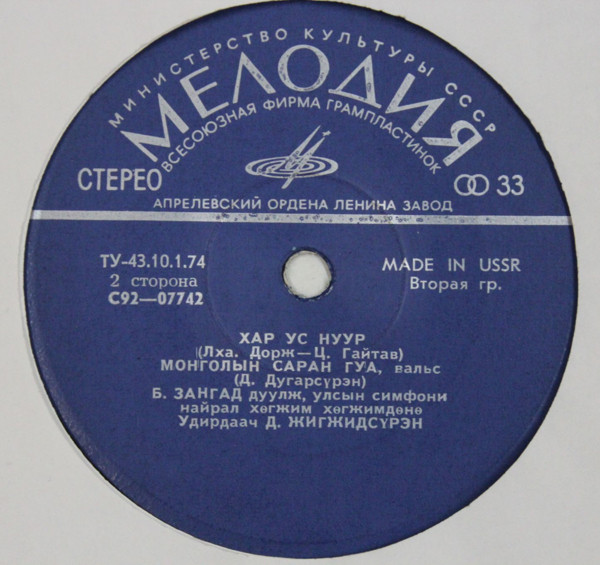 МИНИСТЕРСТВО КУЛЬТУРЫ СССР
МЕЛОДИЯ
ВСЕСОЮЗНАЯ ФИРМА ГРАМПЛАСТИНОК
СТЕРЕО
33
АПРЕЛЕВСКИЙ ОРДЕНА ЛЕНИНА ЗАВОД
ТУ-43.10.1.74
2 сторона
С92—07742
MADE IN USSR
Вторая гр.
ХАР УС НУУР
(Лха. Дорж—Ц. Гайтав)
МОНГОЛЫН САРАН ГУА, вальс
(Д. Дугарсүрэн)
Б. ЗАНГАД дуулж, улсын симфони
найрал хөгжим хөгжимдөнө
Удирдаач Д. ЖИГЖИДСҮРЭН